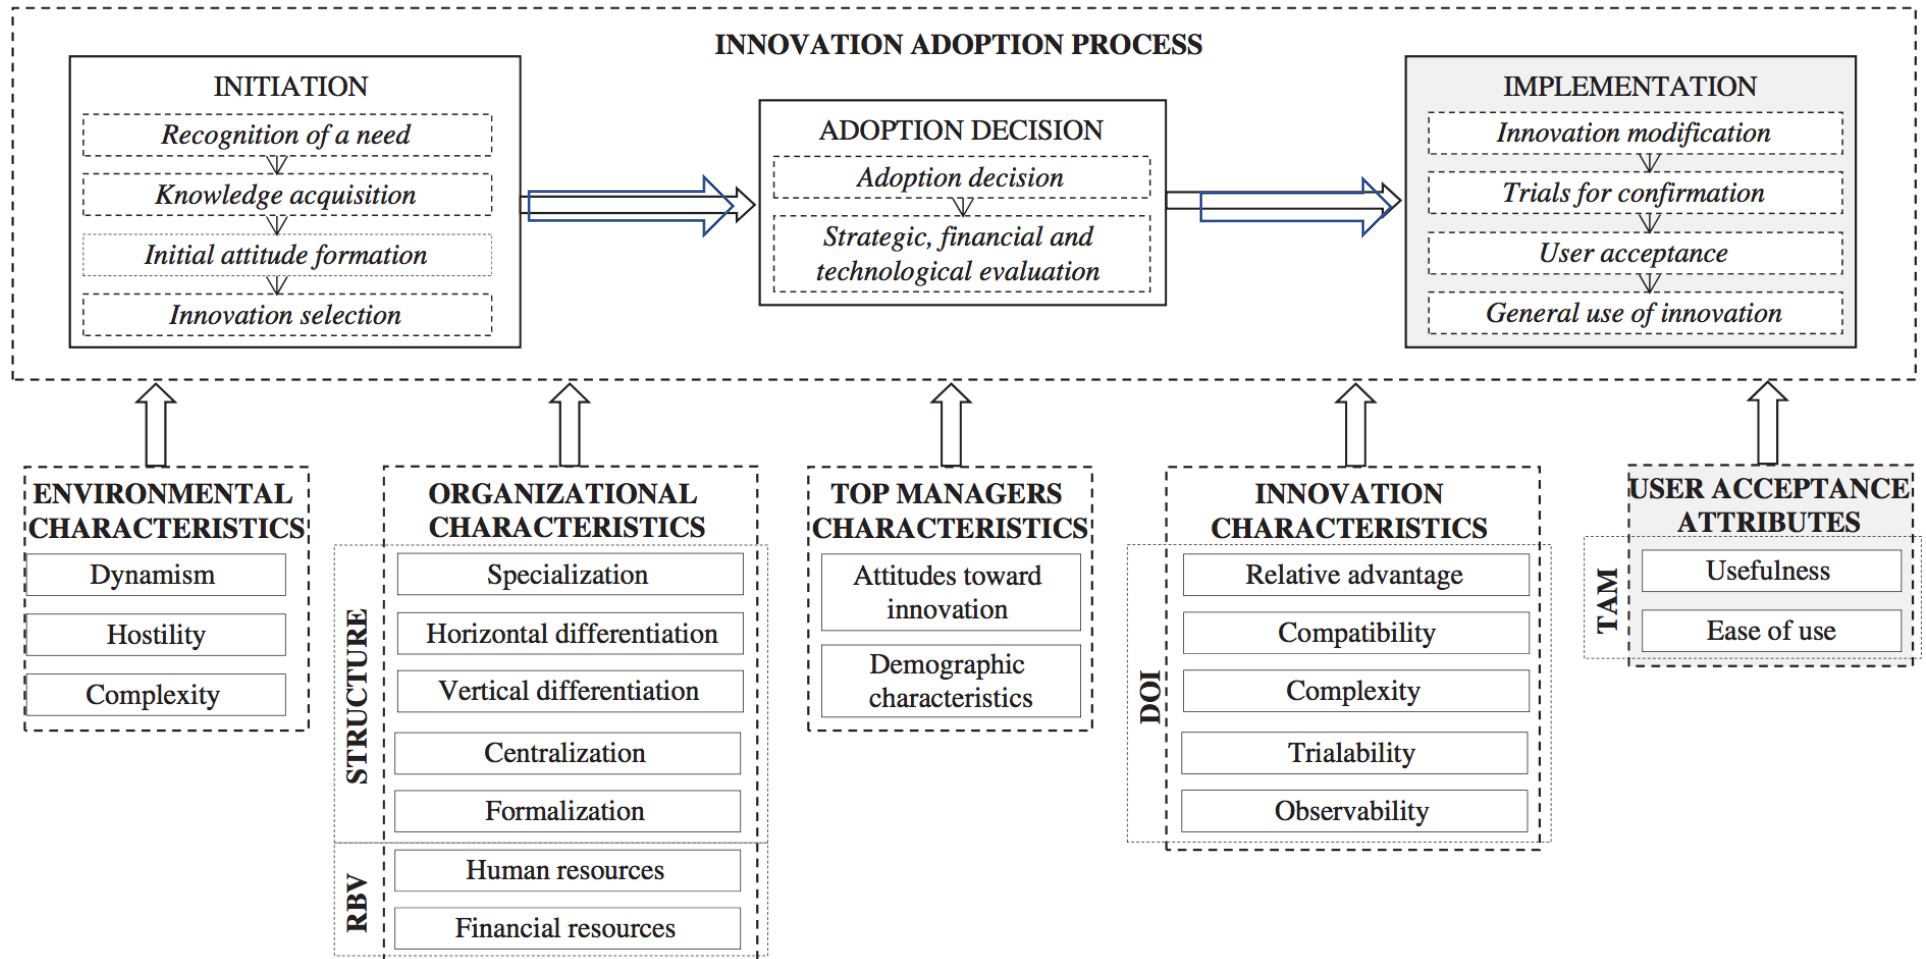 INNOVATION ADOPTION PROCESS
INITIATION
Recognition of a need
Knowledge acquisition
Initial attitude formation
Innovation selection
ADOPTION DECISION
Adoption decision
Strategic, financial and
technological evaluation
IMPLEMENTATION
Innovation modification
Trials for confirmation
User acceptance
General use of innovation
ENVIRONMENTAL
CHARACTERISTICS
Dynamism
Hostility
Complexity
ORGANIZATIONAL
CHARACTERISTICS
STRUCTURE
Specialization
Horizontal differentiation
Vertical differentiation
Centralization
Formalization
RBV
Human resources
Financial resources
TOP MANAGERS
CHARACTERISTICS
Attitudes toward
innovation
Demographic
characteristics
INNOVATION
CHARACTERISTICS
DOI
Relative advantage
Compatibility
Complexity
Trialability
Observability
USER ACCEPTANCE
ATTRIBUTES
TAM
Usefulness
Ease of use